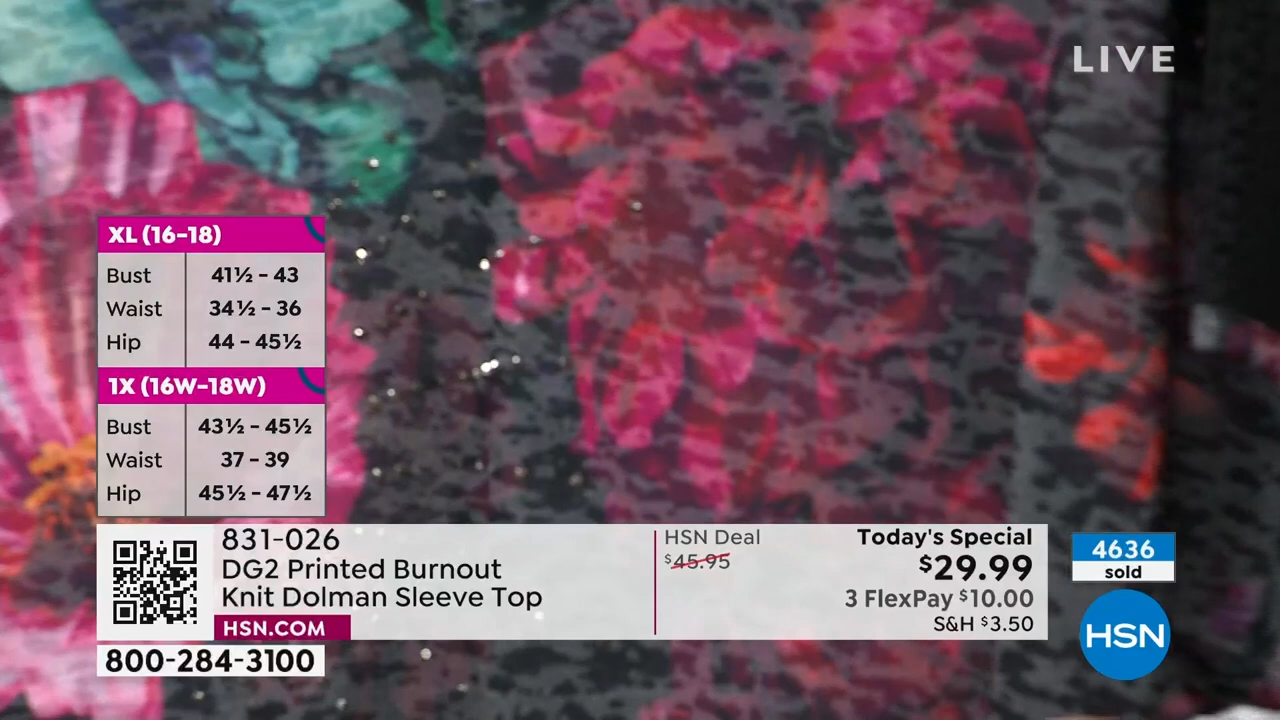 LIVE
XL (16-18)
Bust 41½ - 43
Waist 34½ - 36
Hip 44 - 45½
1X (16W-18W)
Bust 43½ - 45½
Waist 37 - 39
Hip 45½ - 47½
831-026
DG2 Printed Burnout
Knit Dolman Sleeve Top
HSN.COM
800-284-3100
HSN Deal
$45.95
Today's Special
$29.99
3 FlexPay $10.00
S&H $3.50
4636
sold
HSN